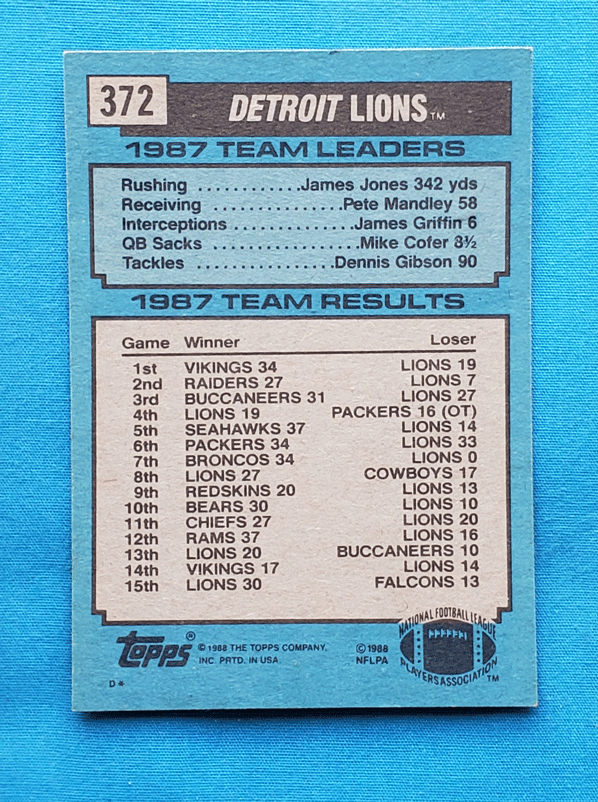 372
DETROIT LIONS™
1987 TEAM LEADERS
Rushing ............James Jones 342 yds
Receiving ................Pete Mandley 58
Interceptions .............James Griffin 6
QB Sacks ...................Mike Cofer 8½
Tackles ..................Dennis Gibson 90
1987 TEAM RESULTS
Game Winner Loser
1st VIKINGS 34 LIONS 19
2nd RAIDERS 27 LIONS 7
3rd BUCCANEERS 31 LIONS 27
4th LIONS 19 PACKERS 16 (OT)
5th SEAHAWKS 37 LIONS 14
6th PACKERS 34 LIONS 33
7th BRONCOS 34 LIONS 0
8th LIONS 27 COWBOYS 17
9th REDSKINS 20 LIONS 13
10th BEARS 30 LIONS 10
11th CHIEFS 27 LIONS 20
12th RAMS 37 LIONS 16
13th LIONS 20 BUCCANEERS 10
14th VIKINGS 17 LIONS 14
15th LIONS 30 FALCONS 13
TOPPS® © 1988 THE TOPPS COMPANY,
INC. PRTD. IN USA
© 1988
NFLPA
NATIONAL FOOTBALL LEAGUE
PLAYERS ASSOCIATION™
D*